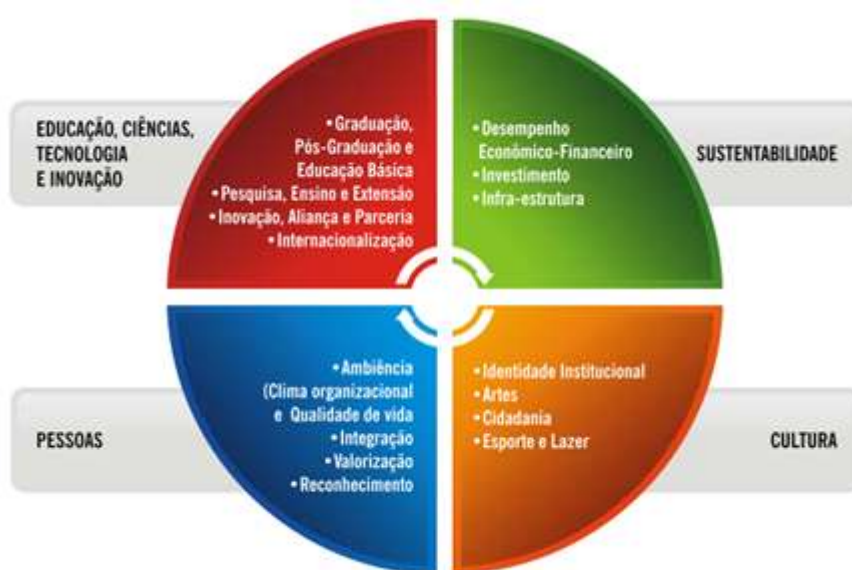 EDUCAÇÃO, CIÊNCIAS,
TECNOLOGIA
E INOVAÇÃO
• Graduação,
Pós-Graduação e
Educação Básica
• Pesquisa, Ensino e Extensão
• Inovação, Aliança e Parceria
• Internacionalização
• Desempenho
Econômico-Financeiro
• Investimento
• Infra-estrutura
SUSTENTABILIDADE
PESSOAS
• Ambiência
(Clima organizacional
e Qualidade de vida
• Integração
• Valorização
• Reconhecimento
• Identidade Institucional
• Artes
• Cidadania
• Esporte e Lazer
CULTURA